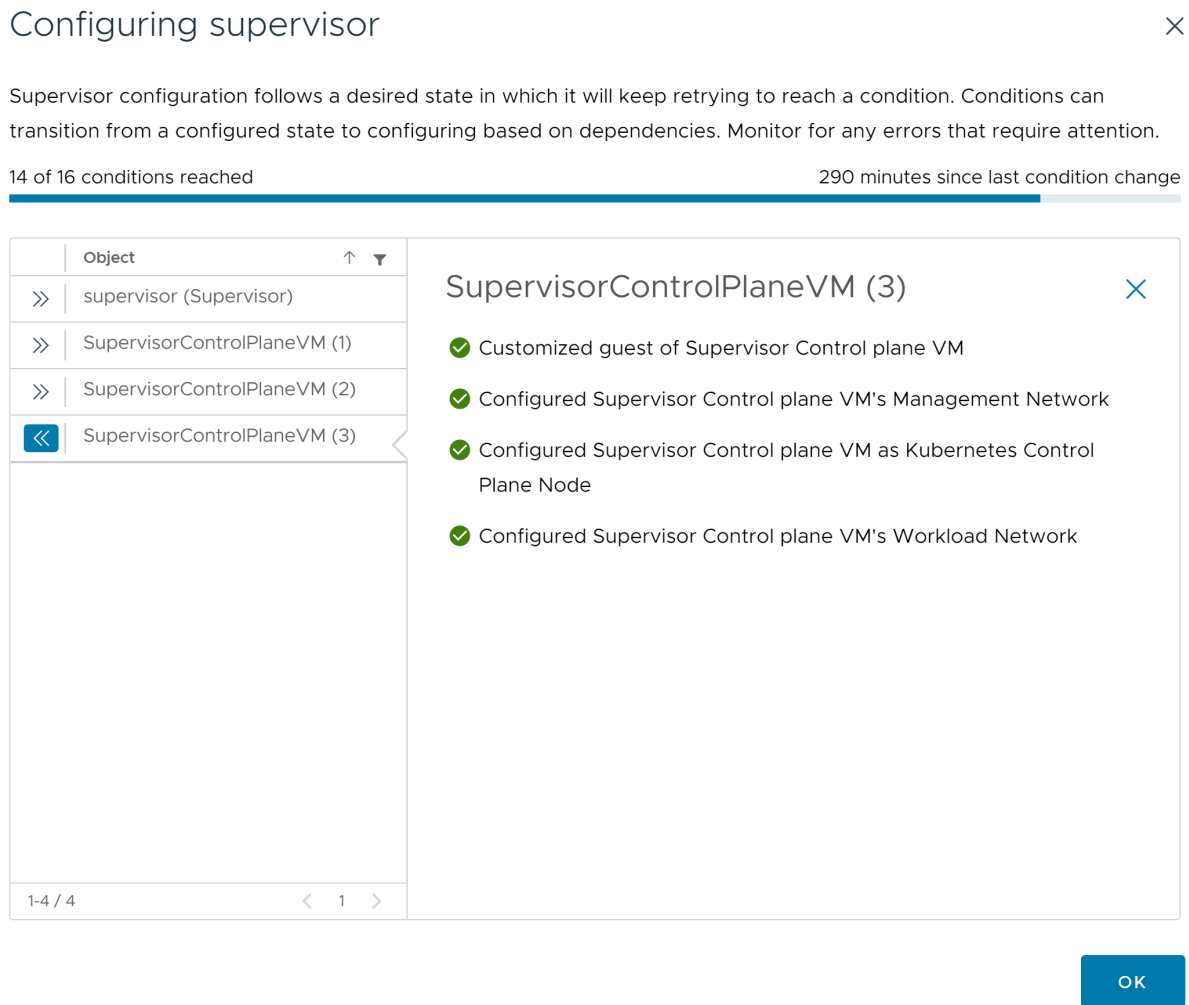 Configuring supervisor
Supervisor configuration follows a desired state in which it will keep retrying to reach a condition. Conditions can
transition from a configured state to configuring based on dependencies. Monitor for any errors that require attention.
14 of 16 conditions reached
290 minutes since last condition change
Object
supervisor (Supervisor)
SupervisorControlPlaneVM (1)
SupervisorControlPlaneVM (2)
SupervisorControlPlaneVM (3)
1-4 / 4
1
SupervisorControlPlaneVM (3)
Customized guest of Supervisor Control plane VM
Configured Supervisor Control plane VM's Management Network
Configured Supervisor Control plane VM as Kubernetes Control
Plane Node
Configured Supervisor Control plane VM's Workload Network
OK